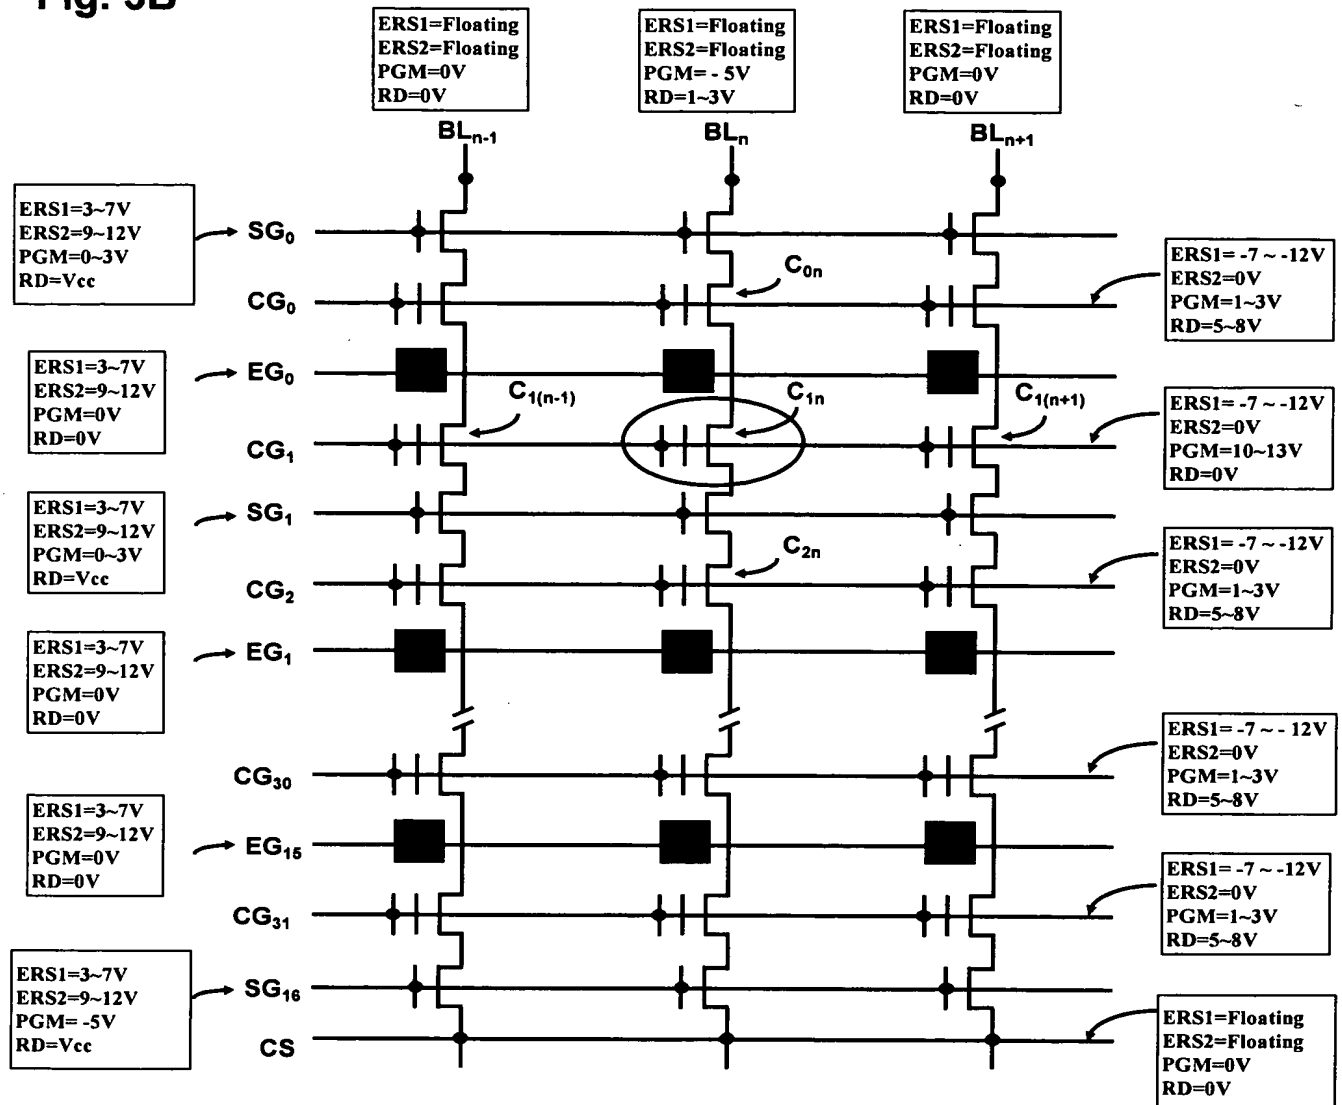 Fig. 5B
ERS1=Floating
ERS2=Floating
PGM=0V
RD=0V
ERS1=Floating
ERS2=Floating
PGM= - 5V
RD=1~3V
ERS1=Floating
ERS2=Floating
PGM=0V
RD=0V
BLn-1
BLn
BLn+1
ERS1=3~7V
ERS2=9~12V
PGM=0~3V
RD=Vcc
SG0
C0n
CG0
ERS1= -7 ~ -12V
ERS2=0V
PGM=1~3V
RD=5~8V
ERS1=3~7V
ERS2=9~12V
PGM=0V
RD=0V
EG0
C1(n-1)
C1n
C1(n+1)
CG1
ERS1= -7 ~ -12V
ERS2=0V
PGM=10~13V
RD=0V
ERS1=3~7V
ERS2=9~12V
PGM=0~3V
RD=Vcc
SG1
C2n
CG2
ERS1= -7 ~ -12V
ERS2=0V
PGM=1~3V
RD=5~8V
ERS1=3~7V
ERS2=9~12V
PGM=0V
RD=0V
EG1
CG30
ERS1= -7 ~ - 12V
ERS2=0V
PGM=1~3V
RD=5~8V
ERS1=3~7V
ERS2=9~12V
PGM=0V
RD=0V
EG15
CG31
ERS1= -7 ~ -12V
ERS2=0V
PGM=1~3V
RD=5~8V
ERS1=3~7V
ERS2=9~12V
PGM= -5V
RD=Vcc
SG16
CS
ERS1=Floating
ERS2=Floating
PGM=0V
RD=0V